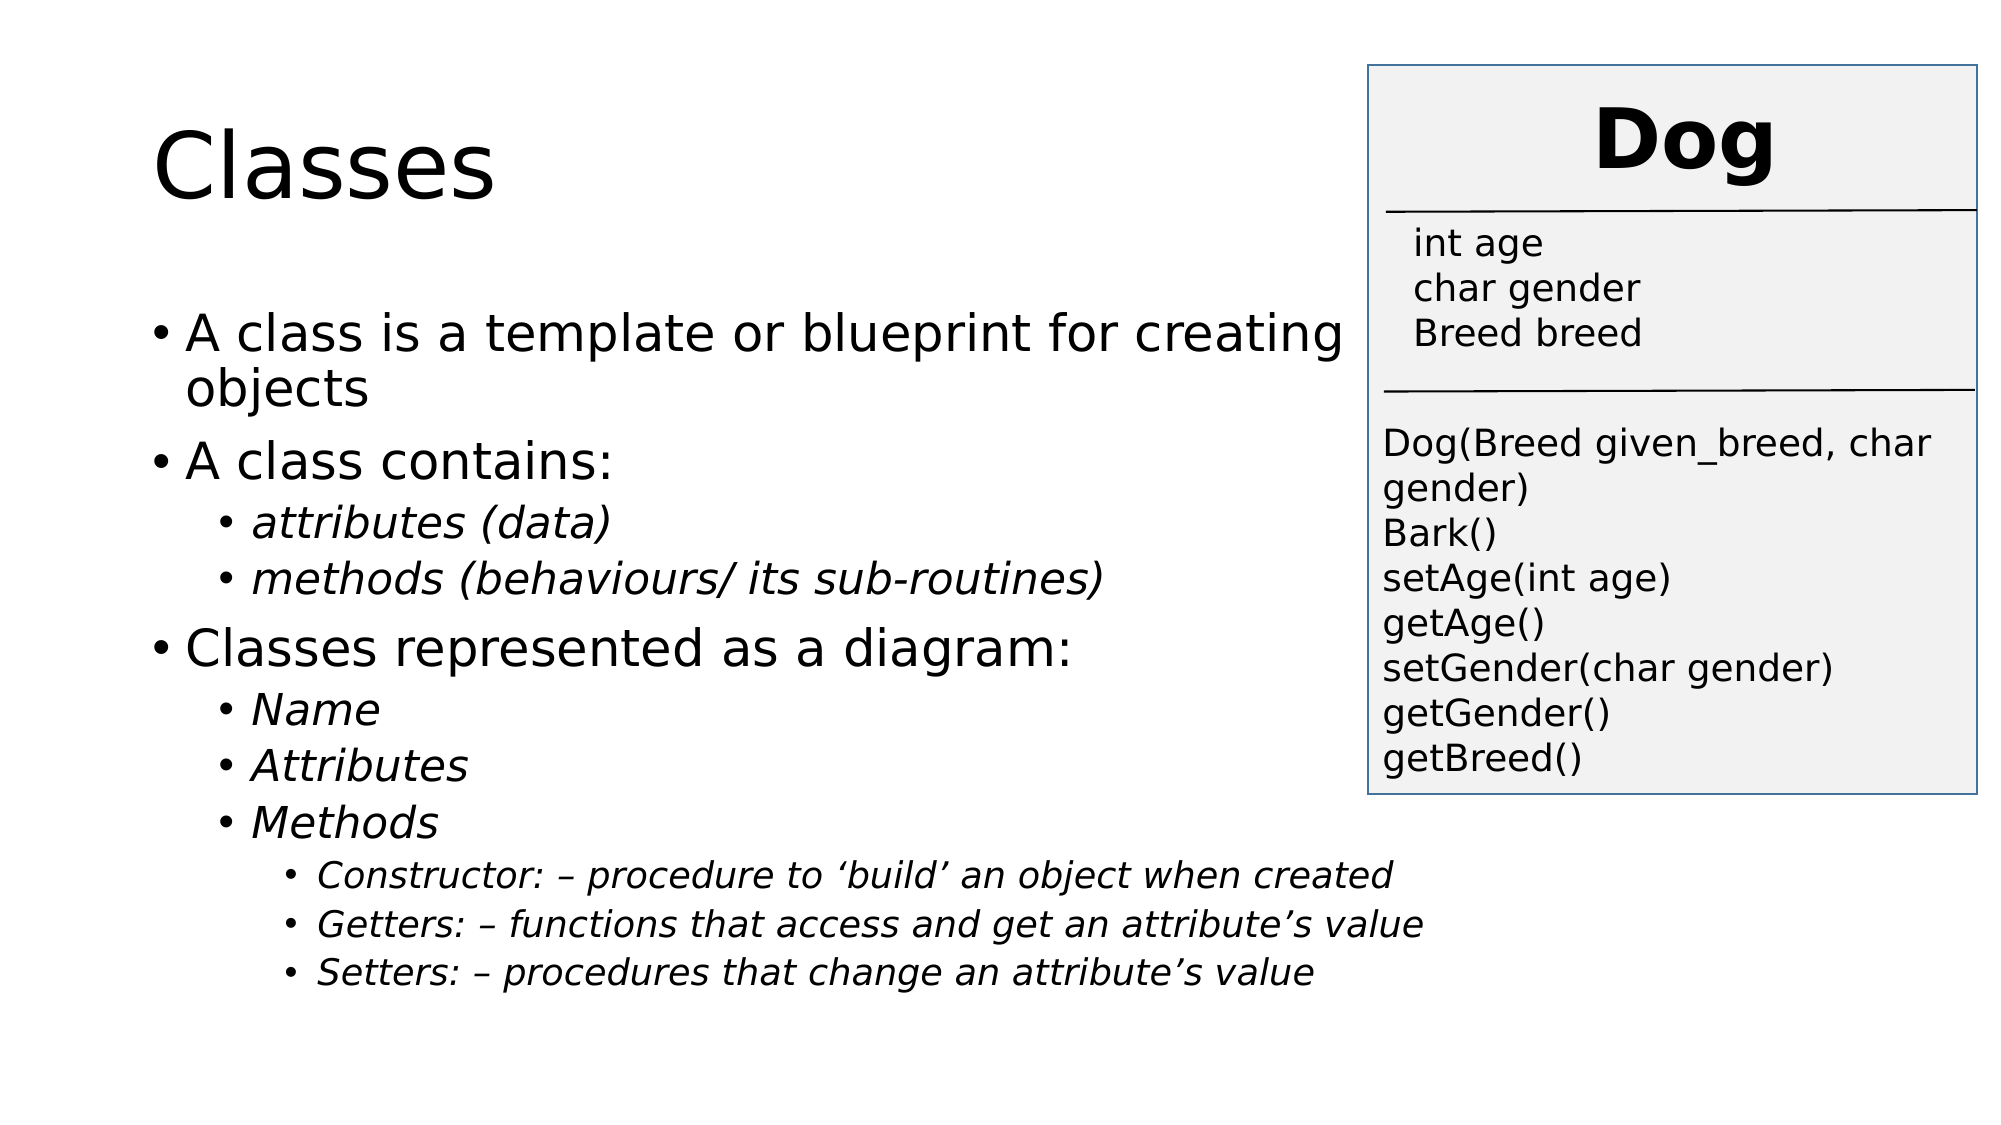 Classes
• A class is a template or blueprint for creating
objects
• A class contains:
• attributes (data)
• methods (behaviours/ its sub-routines)
• Classes represented as a diagram:
• Name
• Attributes
• Methods
• Constructor: – procedure to ‘build’ an object when created
• Getters: – functions that access and get an attribute’s value
• Setters: – procedures that change an attribute’s value
Dog
int age
char gender
Breed breed
Dog(Breed given_breed, char
gender)
Bark()
setAge(int age)
getAge()
setGender(char gender)
getGender()
getBreed()